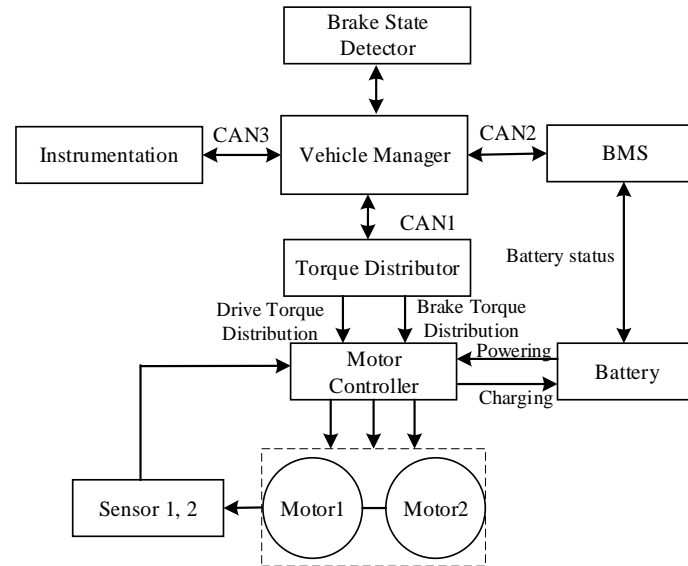 Brake State
Detector
CAN3
CAN2
Instrumentation
Vehicle Manager
BMS
CAN1
Torque Distributor
Battery status
Drive Torque
Distribution
Brake Torque
Distribution
Motor
Controller
Powering
Charging
Battery
Sensor 1, 2
Motor1
Motor2